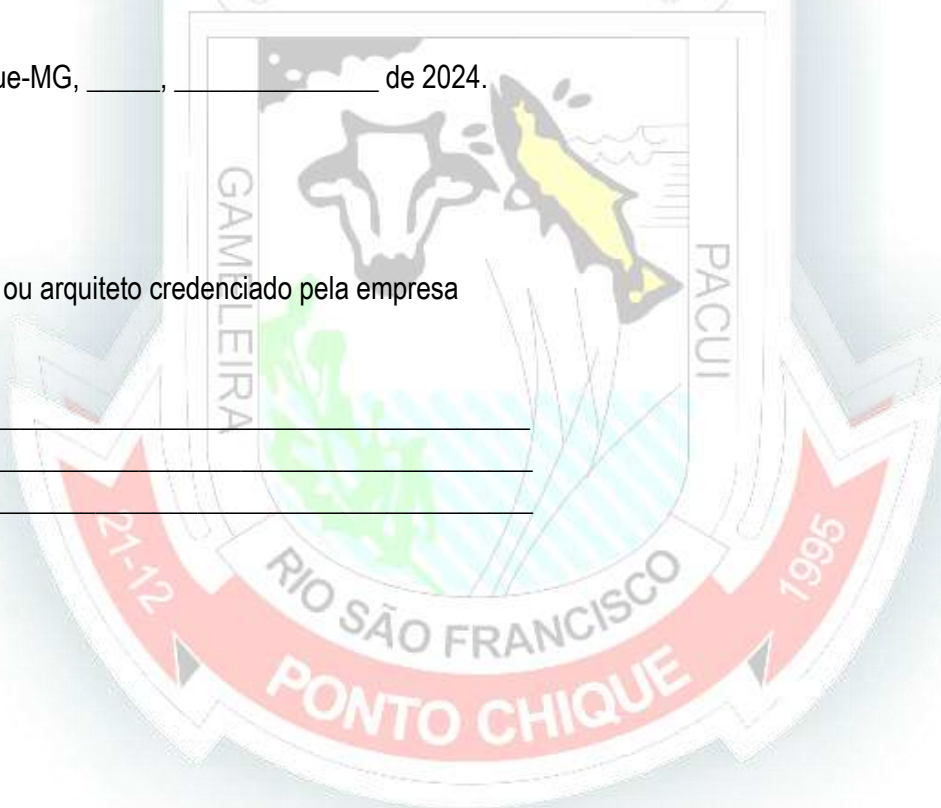 ue-MG, _____, ______________ de 2024.
ou arquiteto credenciado pela empresa
GAMELEIRA
PACUI
21-12
RIO SÃO FRANCISCO
1995
PONTO CHIQUE